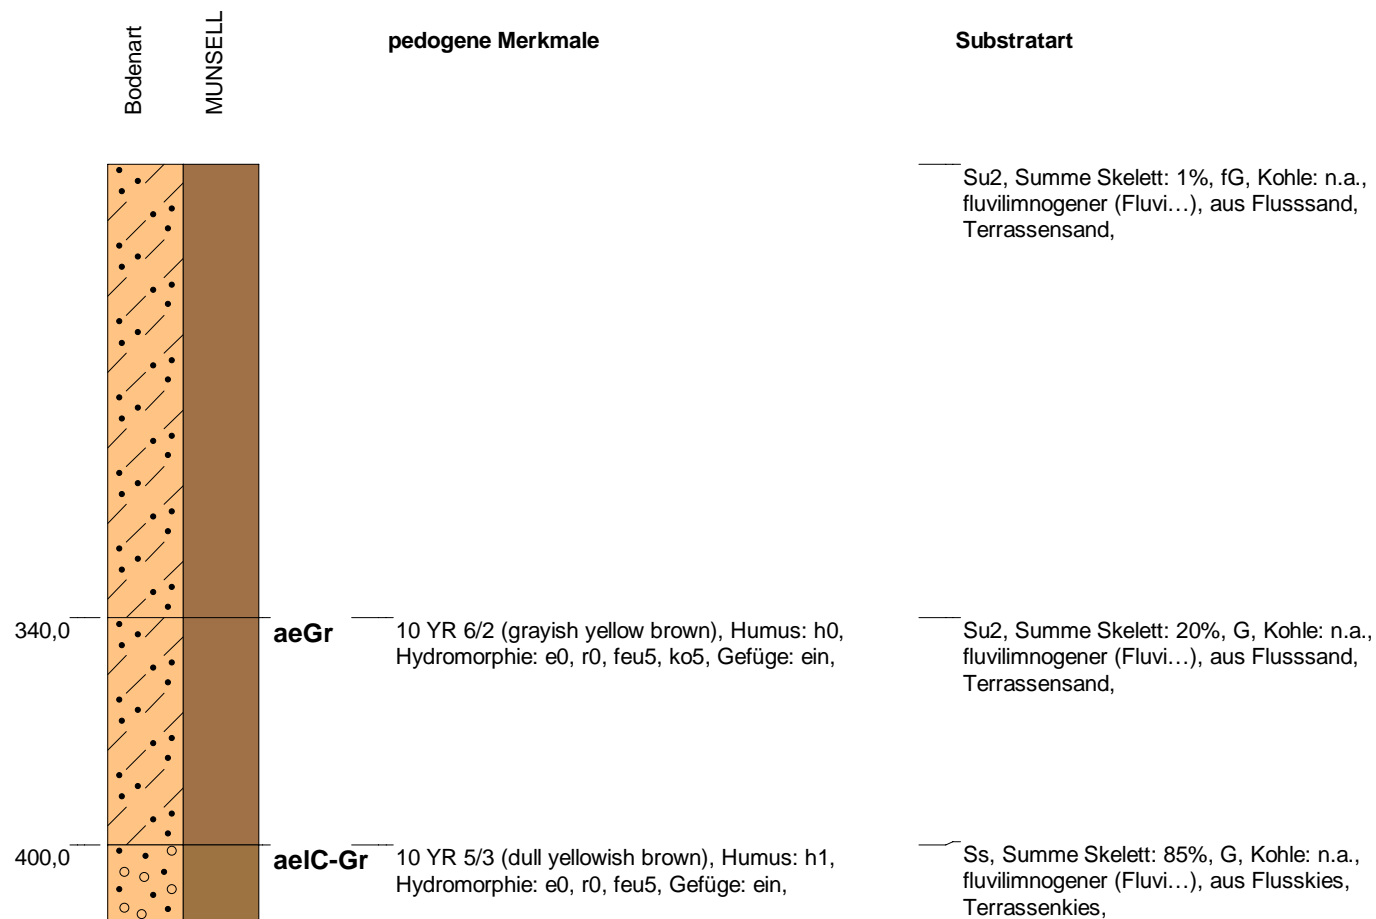 Bodenart
MUNSELL
pedogene Merkmale
Substratart
Su2, Summe Skelett: 1%, fG, Kohle: n.a.,
fluvilimnogener (Fluvi…), aus Flusssand,
Terrassensand,
340,0
aeGr
10 YR 6/2 (grayish yellow brown), Humus: h0,
Hydromorphie: e0, r0, feu5, ko5, Gefüge: ein,
Su2, Summe Skelett: 20%, G, Kohle: n.a.,
fluvilimnogener (Fluvi…), aus Flusssand,
Terrassensand,
400,0
aelC-Gr
10 YR 5/3 (dull yellowish brown), Humus: h1,
Hydromorphie: e0, r0, feu5, Gefüge: ein,
Ss, Summe Skelett: 85%, G, Kohle: n.a.,
fluvilimnogener (Fluvi…), aus Flusskies,
Terrassenkies,